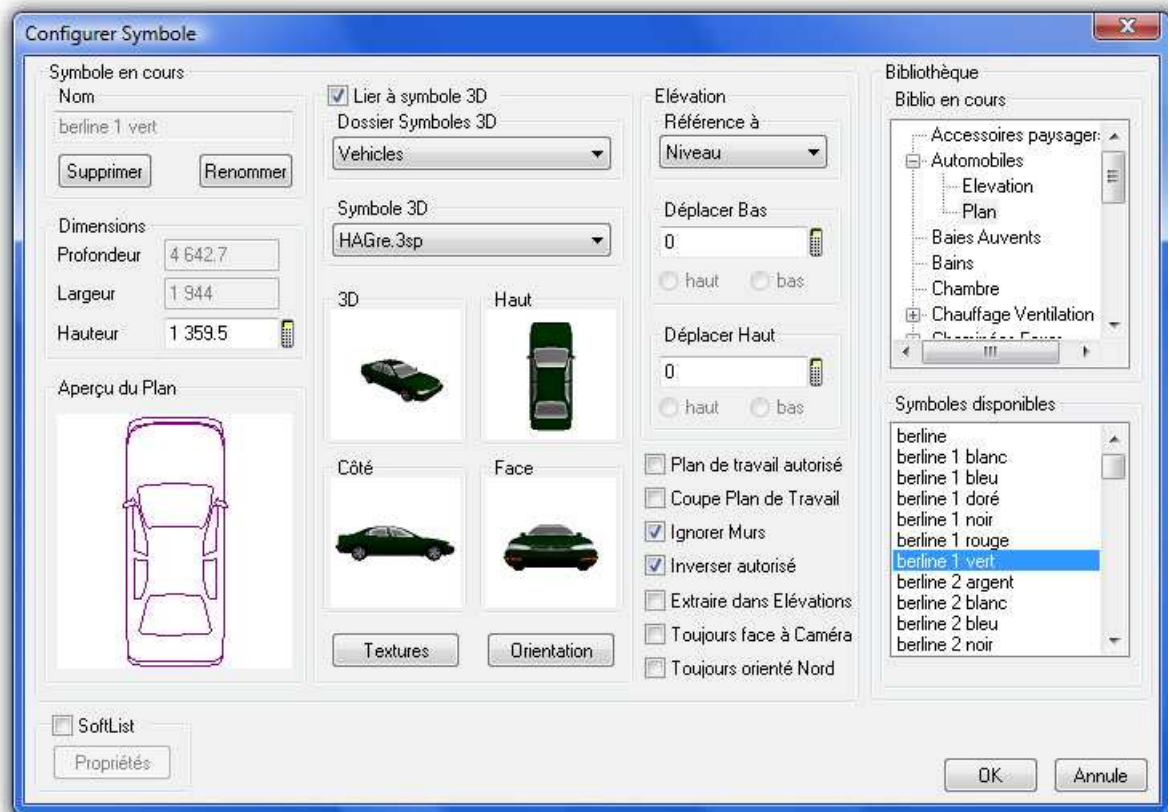 Configurer Symbole
Symbole en cours
Nom
berline 1 vert
Supprimer
Renommer
Dimensions
Profondeur
4 642.7
Largeur
1 944
Hauteur
1 359.5
Aperçu du Plan
Lier à symbole 3D
Dossier Symboles 3D
Vehicles
Symbole 3D
HAGre.3sp
3D
Haut
Côté
Face
Textures
Orientation
Elévation
Référence à
Niveau
Déplacer Bas
0
haut
bas
Déplacer Haut
0
haut
bas
Plan de travail autorisé
Coupe Plan de Travail
Ignorer Murs
Inverser autorisé
Extraire dans Elévations
Toujours face à Caméra
Toujours orienté Nord
Bibliothèque
Biblio en cours
Accessoires paysager
Automobiles
Elevation
Plan
Baies Auvents
Bains
Chambre
Chauffage Ventilation
Symboles disponibles
berline
berline 1 blanc
berline 1 bleu
berline 1 doré
berline 1 noir
berline 1 rouge
berline 1 vert
berline 2 argent
berline 2 blanc
berline 2 bleu
berline 2 noir
SoftList
Propriétés
OK
Annule